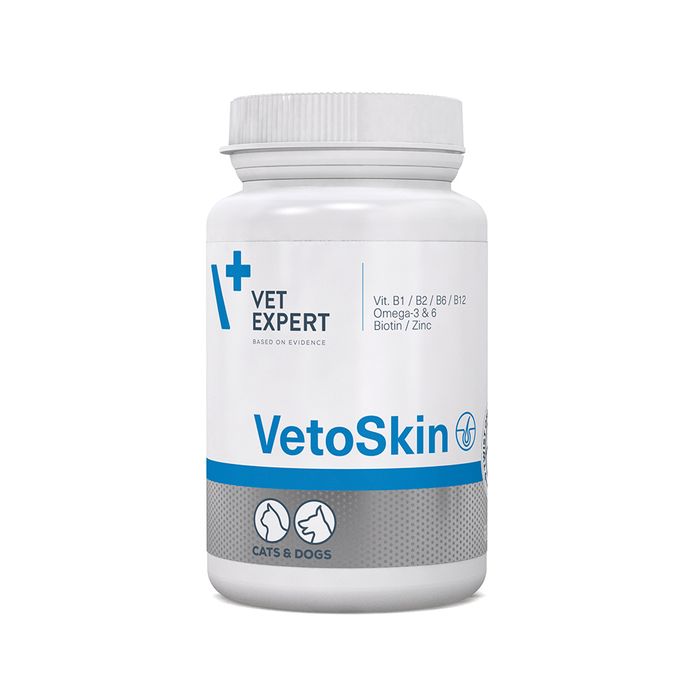 VET
EXPERT
BASED ON EVIDENCE
Vit. B1 / B2 / B6 / B12
Omega-3 & 6
Biotin / Zinc
VetoSkin
CATS & DOGS